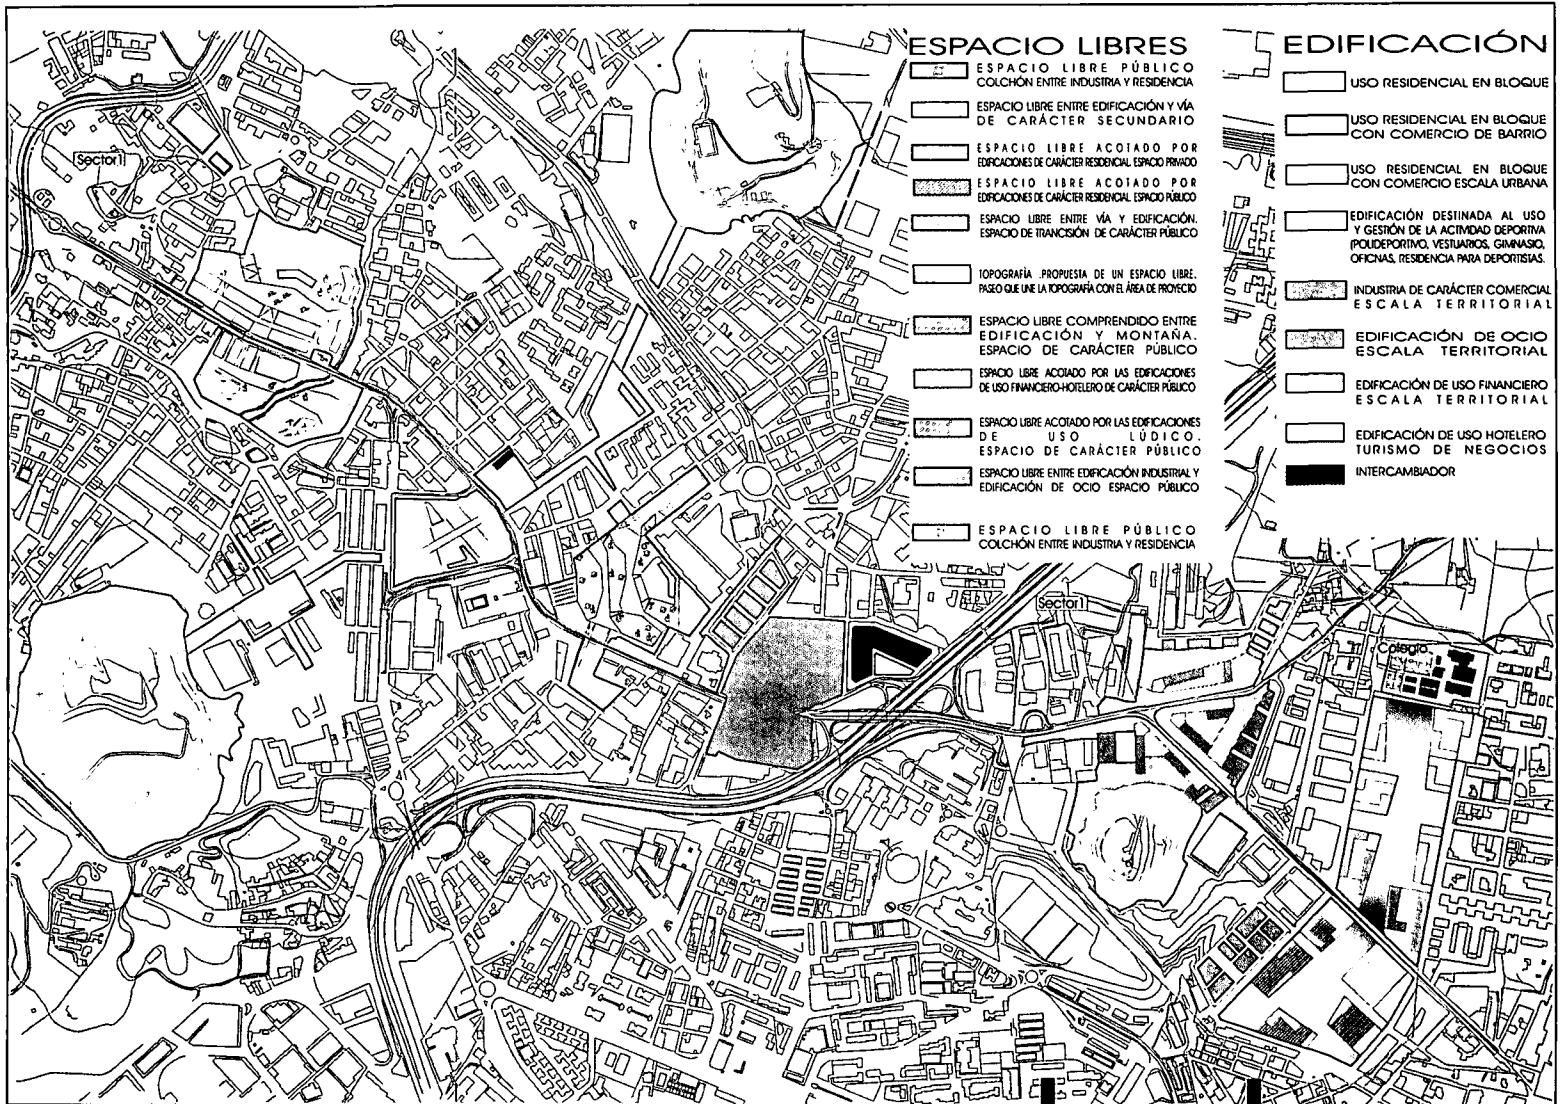 ESPACIO LIBRES
ESPACIO LIBRE PÚBLICO
COLCHÓN ENTRE INDUSTRIA Y RESIDENCIA
ESPACIO LIBRE ENTRE EDIFICACIÓN Y VÍA
DE CARÁCTER SECUNDARIO
ESPACIO LIBRE ACOTADO POR
EDIFICACIONES DE CARÁCTER RESIDENCIAL ESPACIO PRIVADO
ESPACIO LIBRE ACOTADO POR
EDIFICACIONES DE CARÁCTER RESIDENCIAL ESPACIO PÚBLICO
ESPACIO LIBRE ENTRE VÍA Y EDIFICACIÓN.
ESPACIO DE TRANCISIÓN DE CARÁCTER PÚBLICO
TOPOGRAFÍA .PROPUESTA DE UN ESPACIO LIBRE.
PASEO QUE UNE LA TOPOGRAFÍA CON EL ÁREA DE PROYECTO
ESPACIO LIBRE COMPRENDIDO ENTRE
EDIFICACIÓN Y MONTAÑA.
ESPACIO DE CARÁCTER PÚBLICO
ESPACIO LIBRE ACOTADO POR LAS EDIFICACIONES
DE USO FINANCIERO-HOTELERO DE CARÁCTER PÚBLICO
ESPACIO LIBRE ACOTADO POR LAS EDIFICACIONES
DE USO LÚDICO.
ESPACIO DE CARÁCTER PÚBLICO
ESPACIO LIBRE ENTRE EDIFICACIÓN INDUSTRIAL Y
EDIFICACIÓN DE OCIO ESPACIO PÚBLICO
ESPACIO LIBRE PÚBLICO
COLCHÓN ENTRE INDUSTRIA Y RESIDENCIA
EDIFICACIÓN
USO RESIDENCIAL EN BLOQUE
USO RESIDENCIAL EN BLOQUE
CON COMERCIO DE BARRIO
USO RESIDENCIAL EN BLOQUE
CON COMERCIO ESCALA URBANA
EDIFICACIÓN DESTINADA AL USO
Y GESTIÓN DE LA ACTIVIDAD DEPORTIVA
(POLIDEPORTIVO, VESTUARIOS, GIMNASIO,
OFICNAS, RESIDENCIA PARA DEPORTISTAS.
INDUSTRIA DE CARÁCTER COMERCIAL
ESCALA TERRITORIAL
EDIFICACIÓN DE OCIO
ESCALA TERRITORIAL
EDIFICACIÓN DE USO FINANCIERO
ESCALA TERRITORIAL
EDIFICACIÓN DE USO HOTELERO
TURISMO DE NEGOCIOS
INTERCAMBIADOR
Sector1
Sector1
Colegio